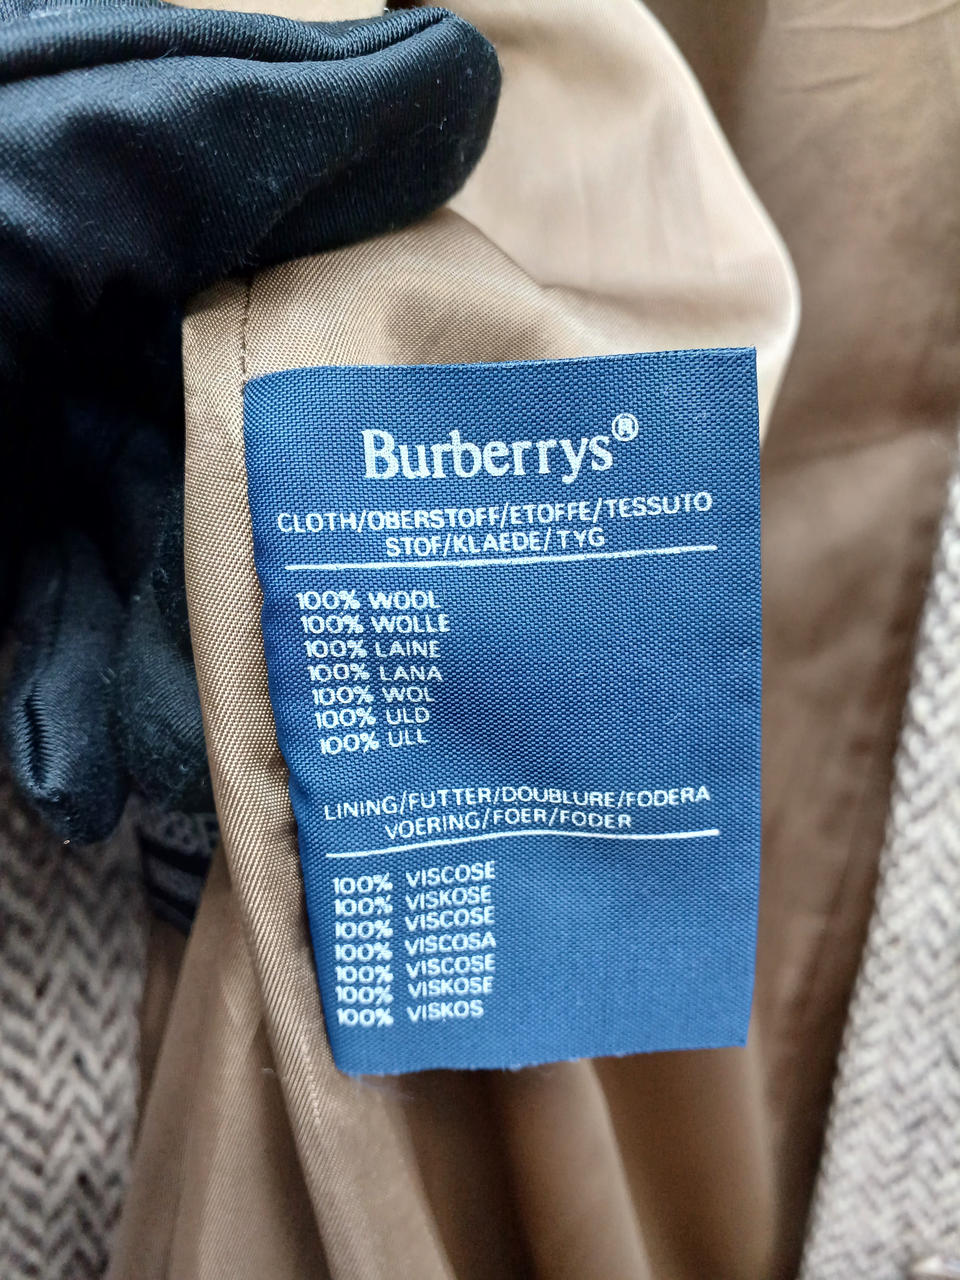 Burberrys®
CLOTH/OBERSTOFF/ETOFFE/TESSUTO
STOF/KLAEDE/TYG
100% WOOL
100% WOLLE
100% LAINE
100% LANA
100% WOL
100% ULD
100% ULL
LINING/FUTTER/DOUBLURE/FODERA
VOERING/FOER/FODER
100% VISCOSE
100% VISKOSE
100% VISCOSE
100% VISCOSA
100% VISCOSE
100% VISKOSE
100% VISKOS